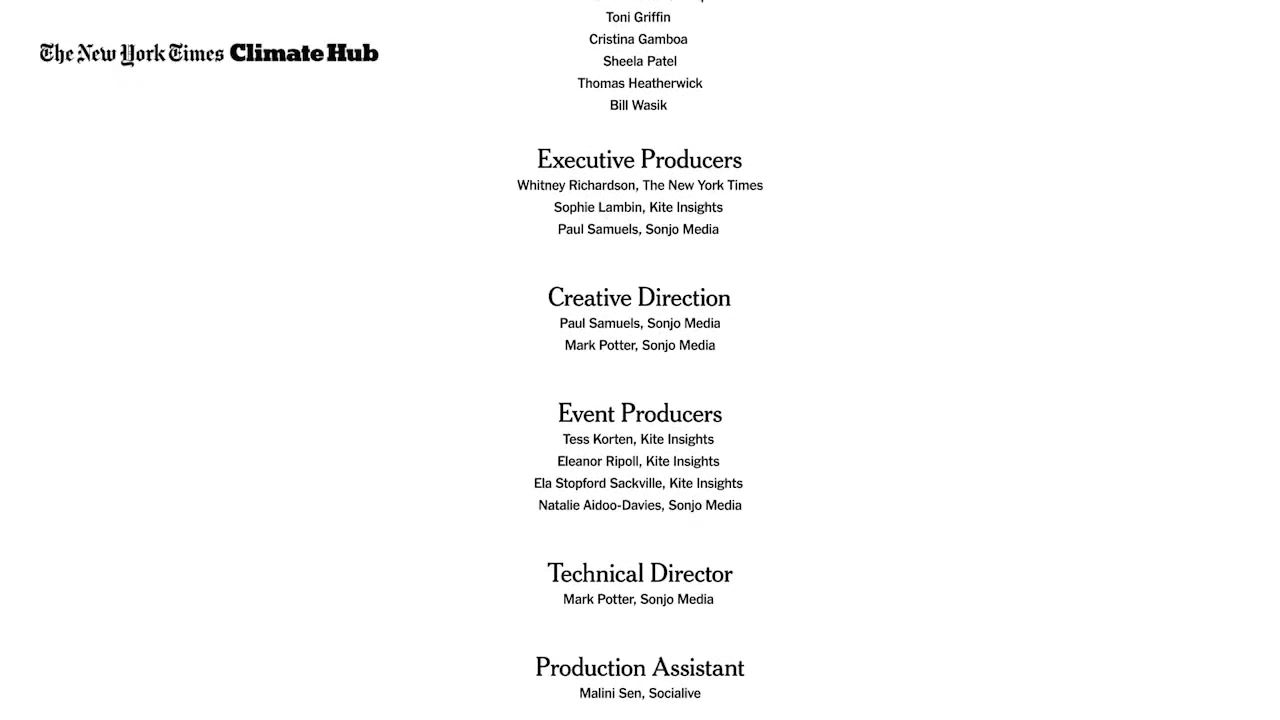 The New York Times Climate Hub
Toni Griffin
Cristina Gamboa
Sheela Patel
Thomas Heatherwick
Bill Wasik
Executive Producers
Whitney Richardson, The New York Times
Sophie Lambin, Kite Insights
Paul Samuels, Sonjo Media
Creative Direction
Paul Samuels, Sonjo Media
Mark Potter, Sonjo Media
Event Producers
Tess Korten, Kite Insights
Eleanor Ripoll, Kite Insights
Ela Stopford Sackville, Kite Insights
Natalie Aidoo-Davies, Sonjo Media
Technical Director
Mark Potter, Sonjo Media
Production Assistant
Malini Sen, Socialive